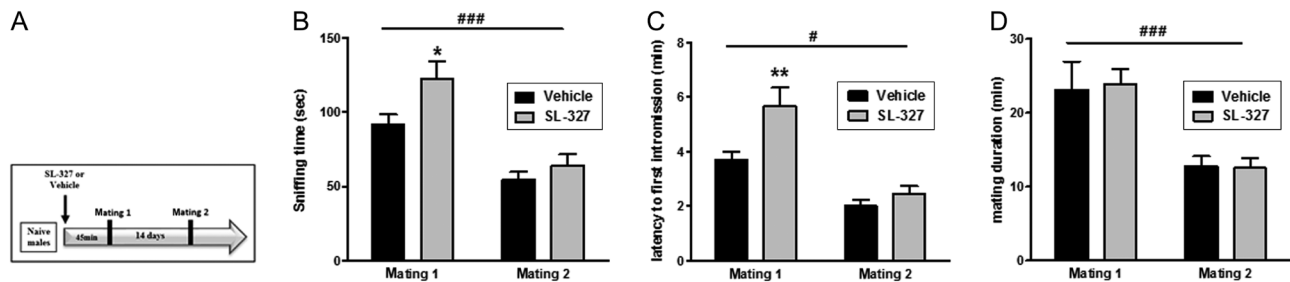 A
SL-327 or
Vehicle
Mating 1
Mating 2
Naive
males
45min
14 days
B
###
150
*
100
50
0
Sniffing time (sec)
Vehicle
SL-327
Mating 1
Mating 2
C
#
8
**
6
4
2
0
latency to first intromission (min)
Vehicle
SL-327
Mating 1
Mating 2
D
###
30
20
10
0
mating duration (min)
Vehicle
SL-327
Mating 1
Mating 2